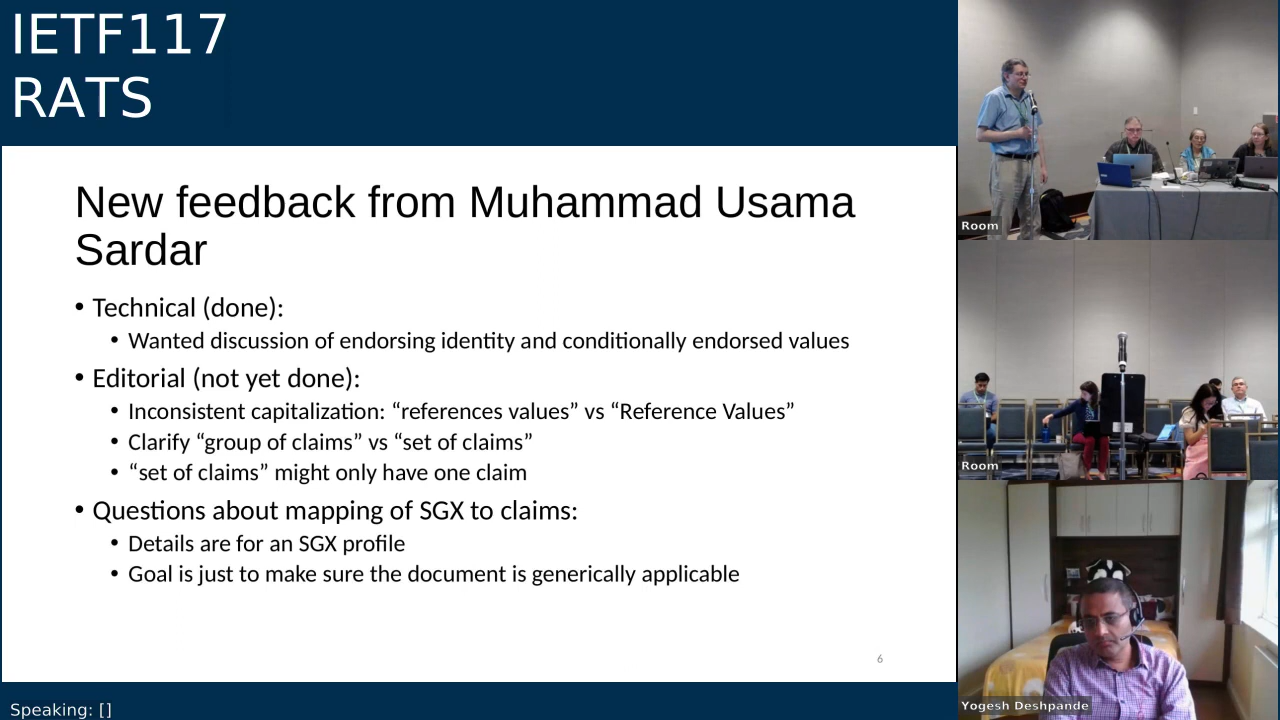 IETF117
RATS
New feedback from Muhammad Usama
Sardar
• Technical (done):
• Wanted discussion of endorsing identity and conditionally endorsed values
• Editorial (not yet done):
• Inconsistent capitalization: “references values” vs “Reference Values”
• Clarify “group of claims” vs “set of claims”
• “set of claims” might only have one claim
• Questions about mapping of SGX to claims:
• Details are for an SGX profile
• Goal is just to make sure the document is generically applicable
6
Speaking: []
Room
Room
Yogesh Deshpande